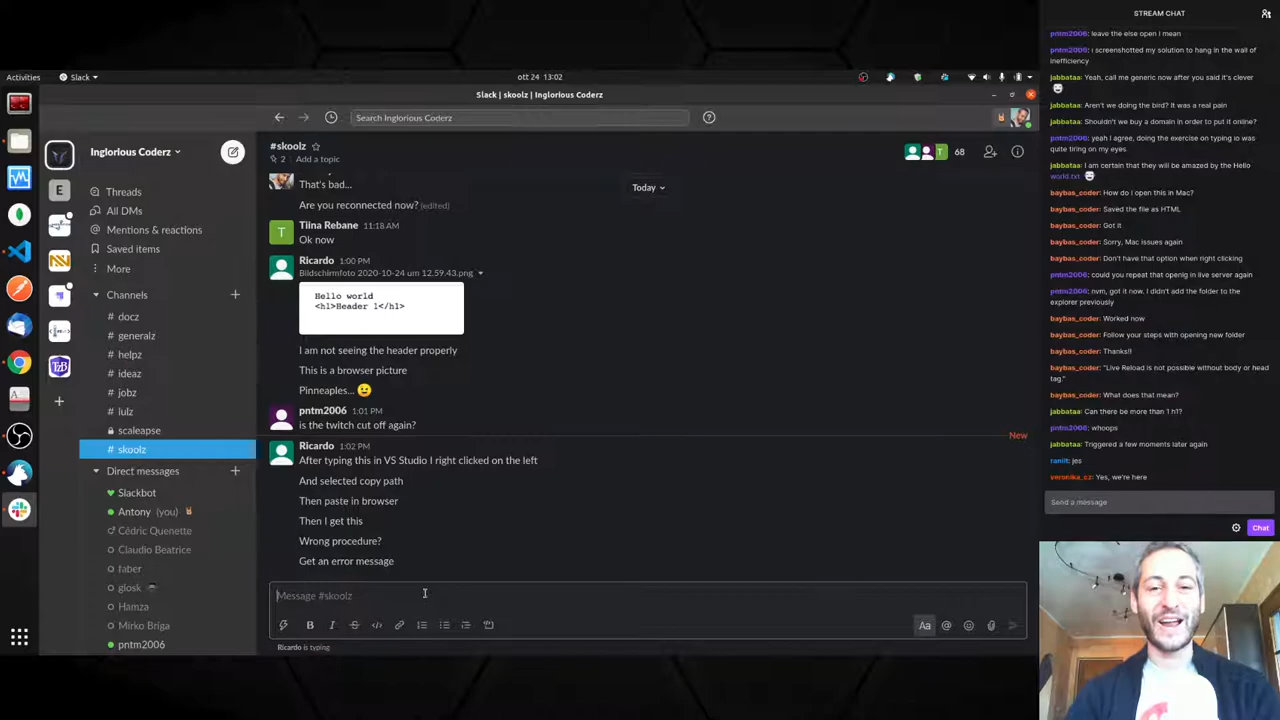 STREAM CHAT
pntm2006: leave the else open I mean
pntm2006: i screenshotted my solution to hang in the wall of
inefficiency
jabbataa: Yeah, call me generic now after you said it's clever
jabbataa: Aren't we doing the bird? It was a real pain
jabbataa: Shouldn't we buy a domain in order to put it online?
pntm2006: yeah I agree, doing the exercise on typing io was
quite tiring on my eyes
jabbataa: I am certain that they will be amazed by the Hello
world.txt
baybas_coder: How do I open this in Mac?
baybas_coder: Saved the file as HTML
baybas_coder: Got it
baybas_coder: Sorry, Mac issues again
baybas_coder: Don't have that option when right clicking
pntm2006: could you repeat that openig in live server again
pntm2006: nvm, got it now. I didn't add the folder to the
explorer previously
baybas_coder: Worked now
baybas_coder: Follow your steps with opening new folder
baybas_coder: Thanks!!
baybas_coder: "Live Reload is not possible without body or head
tag."
baybas_coder: What does that mean?
jabbataa: Can there be more than 1 h1?
pntm2006: whoops
jabbataa: Triggered a few moments later again
raniit: jes
veronika_cz: Yes, we're here
Send a message
Chat
Activities
Slack
ott 24 13:02
Slack | skoolz | Inglorious Coderz
Search Inglorious Coderz
Inglorious Coderz
E
Threads
All DMs
Mentions & reactions
Saved items
More
Channels
# docz
# generalz
# helpz
# ideaz
# jobz
# lulz
scaleapse
# skoolz
Direct messages
Slackbot
Antony (you)
Cédric Quenette
Claudio Beatrice
faber
giosk
Hamza
Mirko Briga
pntm2006
#skoolz
2
Add a topic
T
68
Today
That's bad...
Are you reconnected now? (edited)
T
Tiina Rebane 11:18 AM
Ok now
Ricardo 1:00 PM
Bildschirmfoto 2020-10-24 um 12.59.43.png
Hello world
<h1>Header 1</h1>
I am not seeing the header properly
This is a browser picture
Pinneaples...
pntm2006 1:01 PM
is the twitch cut off again?
New
Ricardo 1:02 PM
After typing this in VS Studio I right clicked on the left
And selected copy path
Then paste in browser
Then I get this
Wrong procedure?
Get an error message
Message #skoolz
B
I
S
Aa
Ricardo is typing